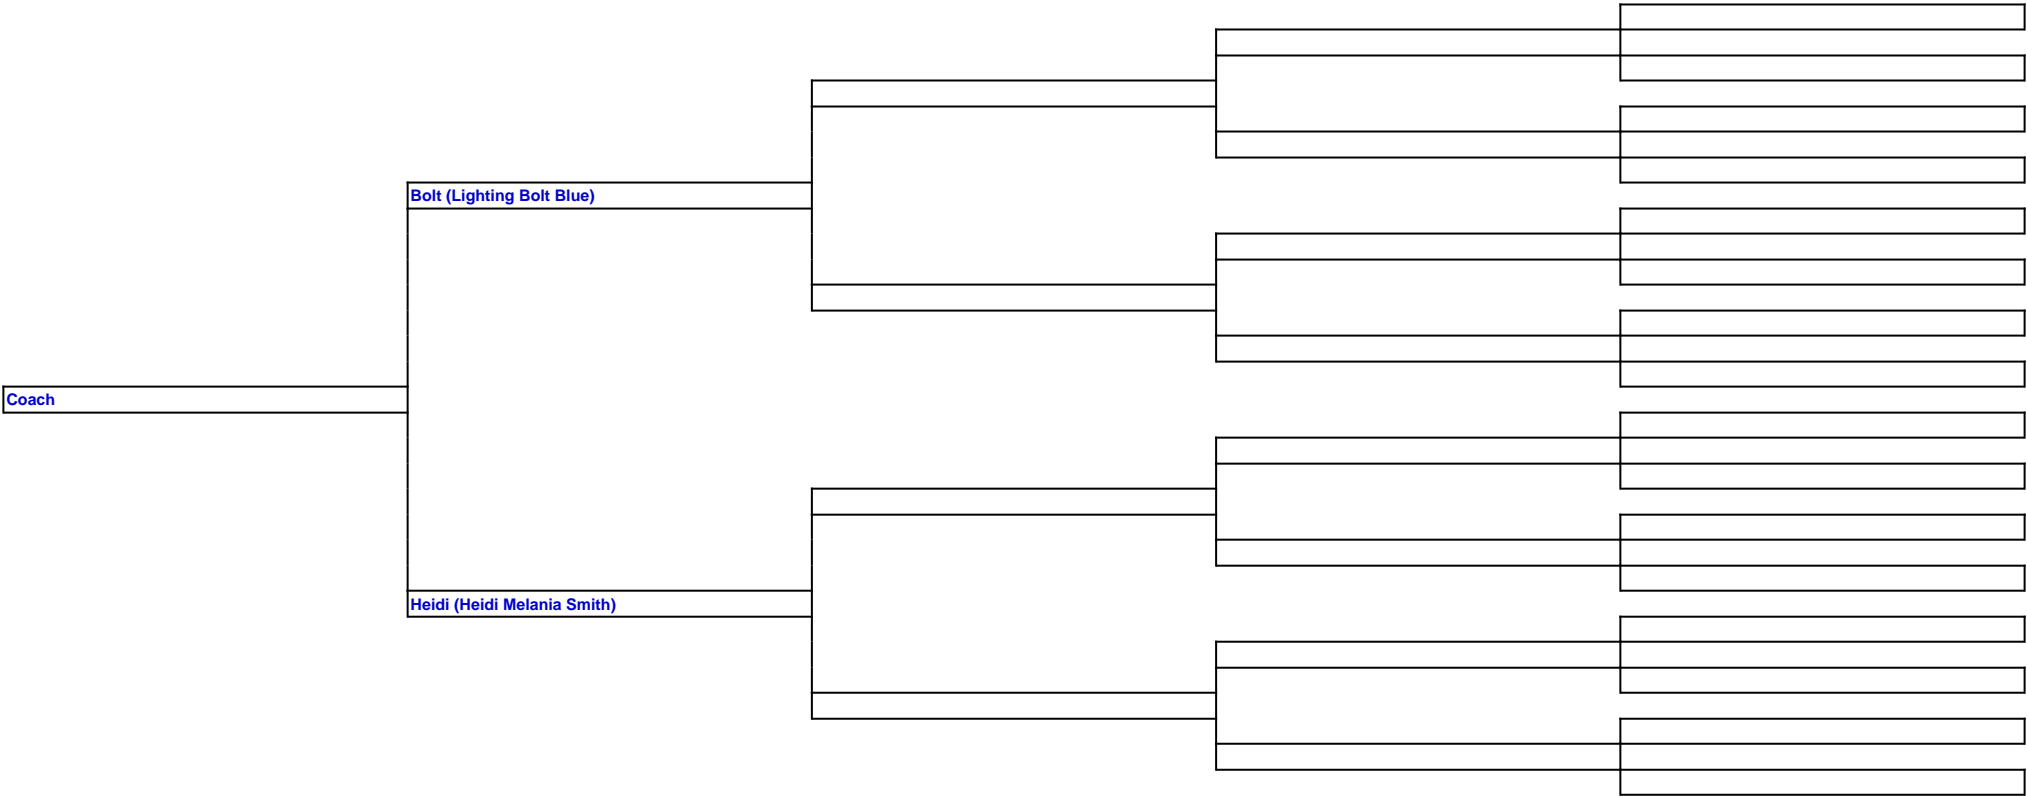 Bolt (Lighting Bolt Blue)
Coach
Heidi (Heidi Melania Smith)